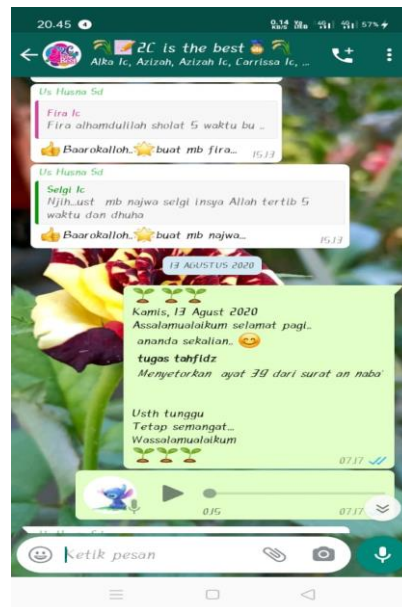 20.45
0.14 KB/S
57%
2C is the best
Alka Ic, Azizah, Azizah Ic, Carrissa Ic, ...
Us Husna Sd
Fira Ic
Fira alhamdulilah sholat 5 waktu bu ..
Baarokalloh.. buat mb fira...
15.13
Us Husna Sd
Selgi Ic
Njih...ust mb najwa selgi insya Allah tertib 5
waktu dan dhuha
Baarokalloh.. buat mb najwa...
15.13
13 AGUSTUS 2020
Kamis, 13 Agust 2020
Assalamualaikum selamat pagi..
ananda sekalian..
tugas tahfidz
Menyetorkan ayat 39 dari surat an naba'
Usth tunggu
Tetap semangat...
Wassalamualaikum
07.17
0.15
07.17
Ketik pesan